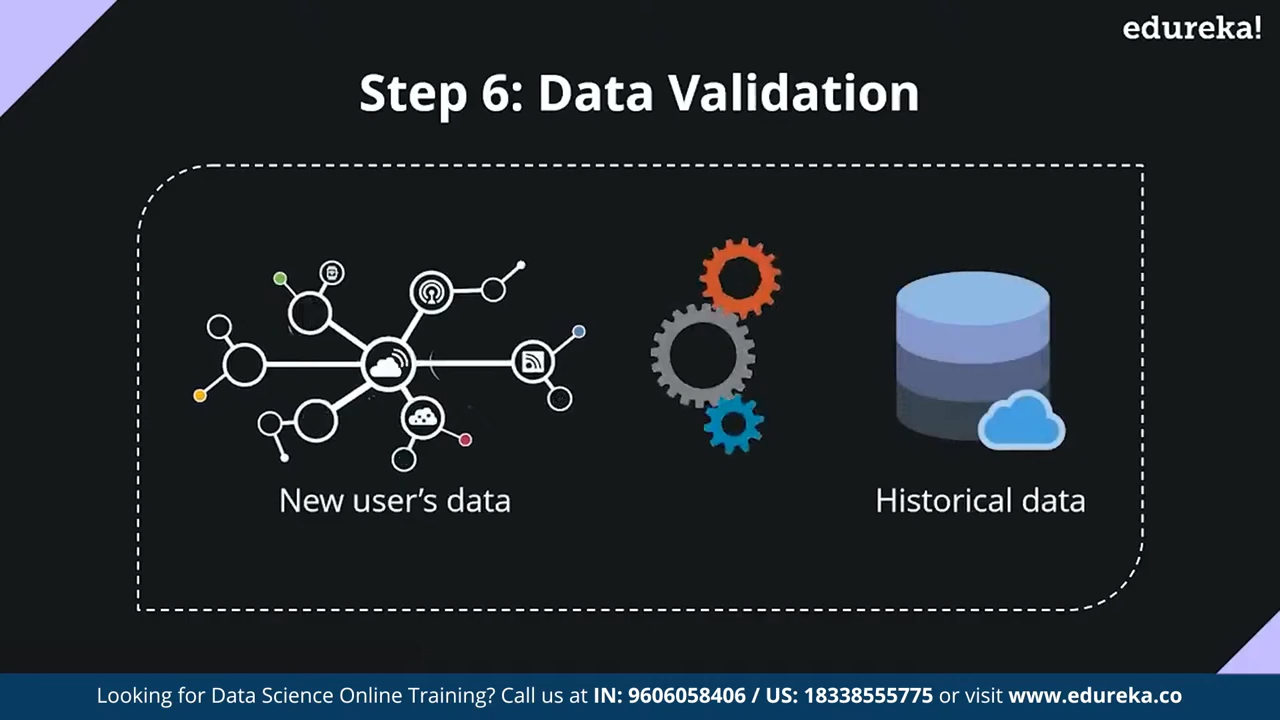 edureka!
Step 6: Data Validation
New user’s data
Historical data
Looking for Data Science Online Training? Call us at IN: 9606058406 / US: 18338555775 or visit www.edureka.co